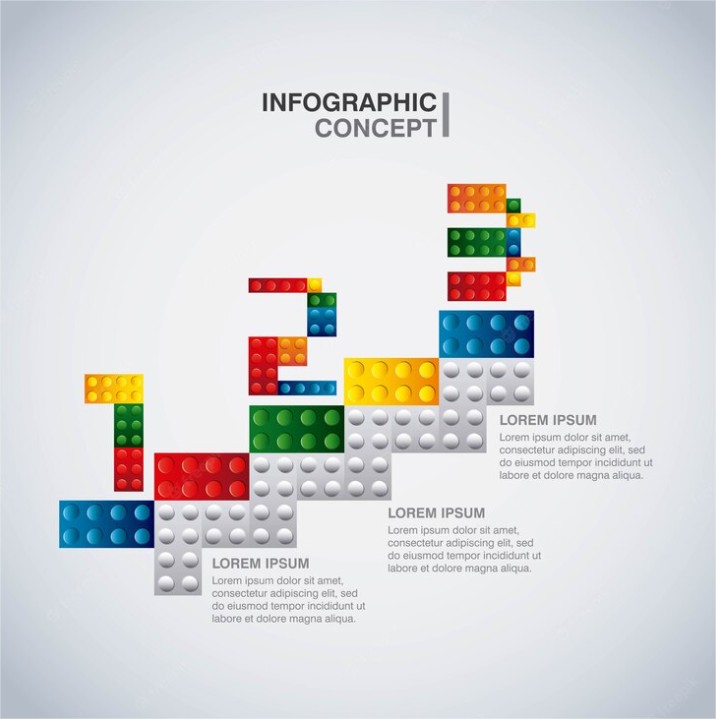 INFOGRAPHIC
CONCEPT
3
2
1
LOREM IPSUM
Lorem ipsum dolor sit amet,
consectetur adipiscing elit, sed
do eiusmod tempor incididunt ut
labore et dolore magna aliqua.
LOREM IPSUM
Lorem ipsum dolor sit amet,
consectetur adipiscing elit, sed
do eiusmod tempor incididunt ut
labore et dolore magna aliqua.
LOREM IPSUM
Lorem ipsum dolor sit amet,
consectetur adipiscing elit, sed
do eiusmod tempor incididunt ut
labore et dolore magna aliqua.